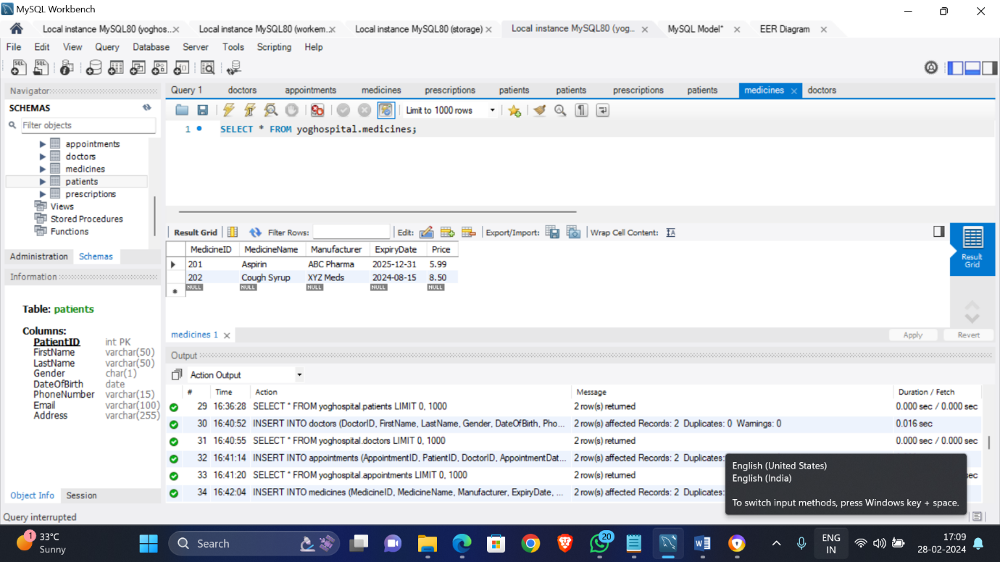 MySQL Workbench
Local instance MySQL80 (yoghos...
Local instance MySQL80 (workem...
Local instance MySQL80 (storage)
Local instance MySQL80 (yog...
MySQL Model*
EER Diagram
File Edit View Query Database Server Tools Scripting Help
Navigator
SCHEMAS
Filter objects
appointments
doctors
medicines
patients
prescriptions
Views
Stored Procedures
Functions
Administration Schemas
Information
Table: patients
Columns:
PatientID int PK
FirstName varchar(50)
LastName varchar(50)
Gender char(1)
DateOfBirth date
PhoneNumber varchar(15)
Email varchar(100)
Address varchar(255)
Object Info Session
Query interrupted
Query 1 doctors appointments medicines prescriptions patients patients prescriptions patients medicines doctors
Limit to 1000 rows
1 SELECT * FROM yoghospital.medicines;
Result Grid Filter Rows: Edit: Export/Import: Wrap Cell Content:
MedicineID MedicineName Manufacturer ExpiryDate Price
201 Aspirin ABC Pharma 2025-12-31 5.99
202 Cough Syrup XYZ Meds 2024-08-15 8.50
NULL NULL NULL NULL NULL
Result
Grid
medicines 1
Apply Revert
Output
Action Output
# Time Action Message Duration / Fetch
29 16:36:28 SELECT * FROM yoghospital.patients LIMIT 0, 1000 2 row(s) returned 0.000 sec / 0.000 sec
30 16:40:52 INSERT INTO doctors (DoctorID, FirstName, LastName, Gender, DateOfBirth, Pho... 2 row(s) affected Records: 2 Duplicates: 0 Warnings: 0 0.016 sec
31 16:40:55 SELECT * FROM yoghospital.doctors LIMIT 0, 1000 2 row(s) returned 0.000 sec / 0.000 sec
32 16:41:14 INSERT INTO appointments (AppointmentID, PatientID, DoctorID, AppointmentDat... 2 row(s) affected Records: 2 Duplicates:
33 16:41:20 SELECT * FROM yoghospital.appointments LIMIT 0, 1000 2 row(s) returned ec
34 16:42:04 INSERT INTO medicines (MedicineID, MedicineName, Manufacturer, ExpiryDate, ... 2 row(s) affected Records: 2 Duplicates:
English (United States)
English (India)
To switch input methods, press Windows key + space.
1
33°C
Sunny
Search
20
ENG
IN
17:09
28-02-2024